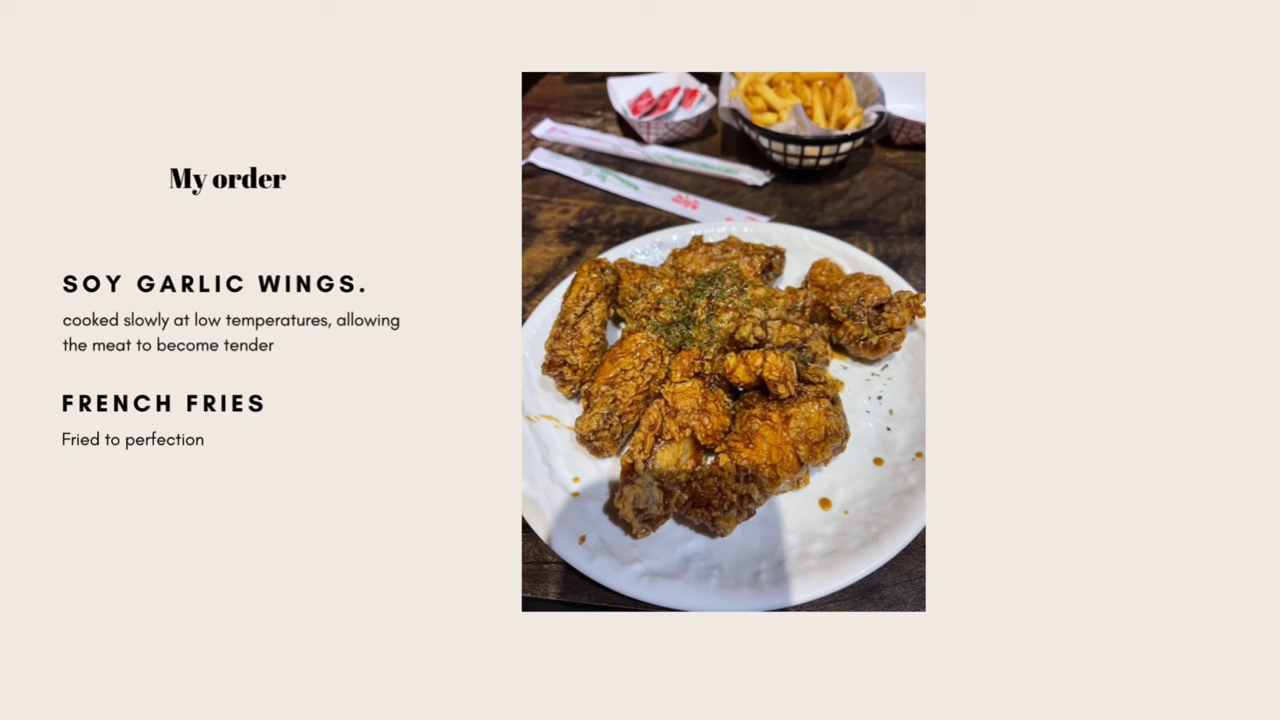 My order
SOY GARLIC WINGS.
cooked slowly at low temperatures, allowing
the meat to become tender
FRENCH FRIES
Fried to perfection